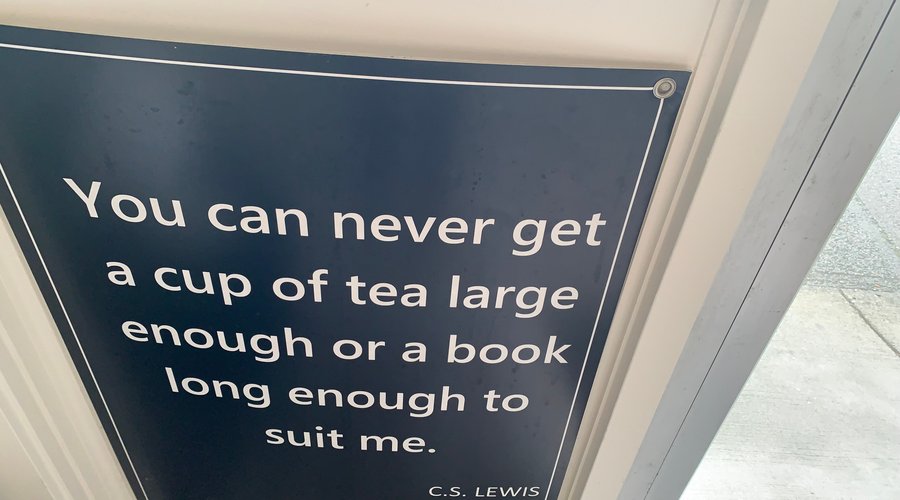 You can never get
a cup of tea large
enough or a book
long enough to
suit me.
C.S. LEWIS